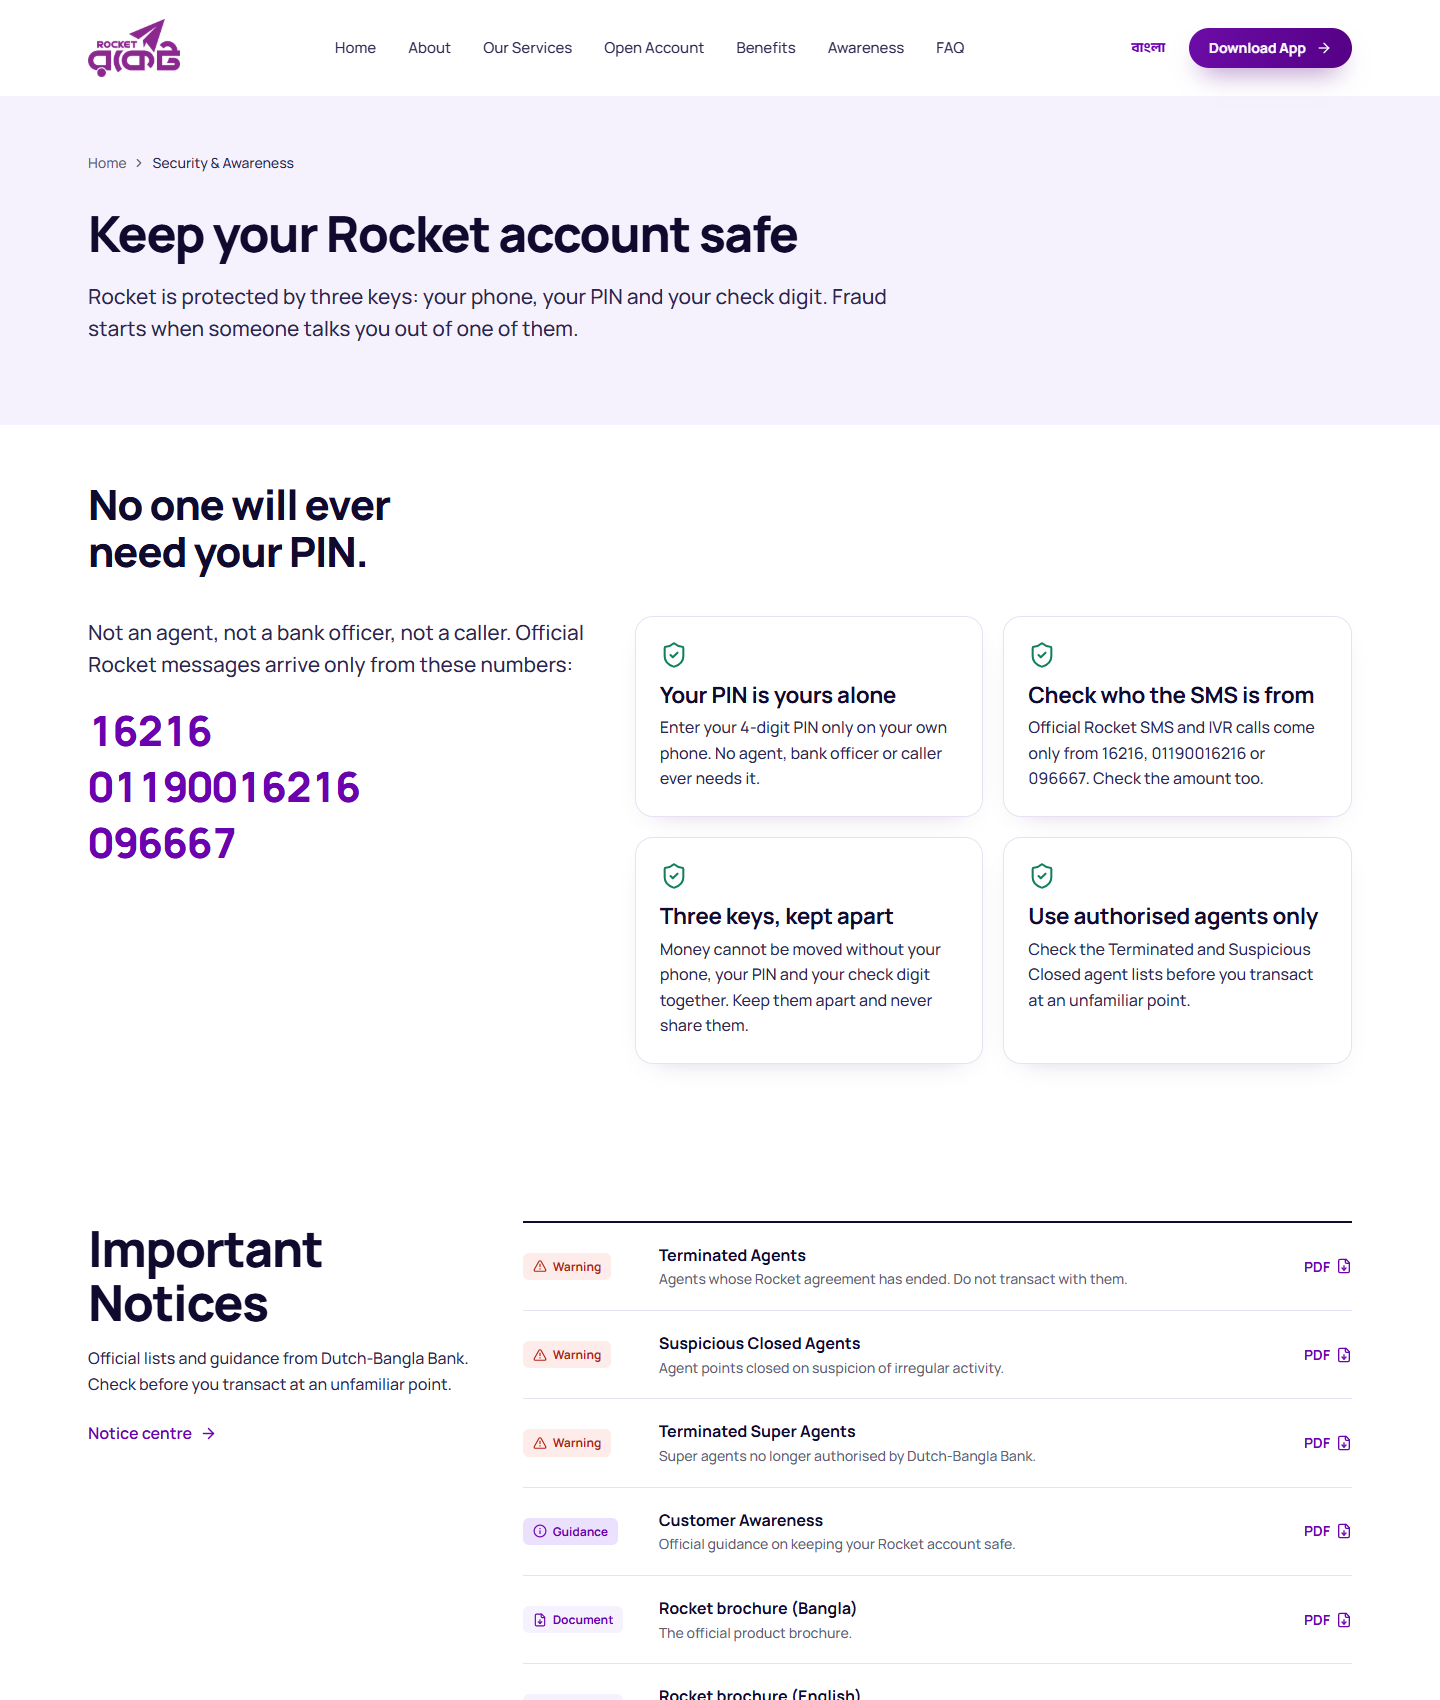 ROCKET
রকেট
Home
About
Our Services
Open Account
Benefits
Awareness
FAQ
বাংলা
Download App
Home
Security & Awareness
Keep your Rocket account safe
Rocket is protected by three keys: your phone, your PIN and your check digit. Fraud
starts when someone talks you out of one of them.
No one will ever
need your PIN.
Not an agent, not a bank officer, not a caller. Official
Rocket messages arrive only from these numbers:
16216
01190016216
096667
Your PIN is yours alone
Enter your 4-digit PIN only on your own
phone. No agent, bank officer or caller
ever needs it.
Check who the SMS is from
Official Rocket SMS and IVR calls come
only from 16216, 01190016216 or
096667. Check the amount too.
Three keys, kept apart
Money cannot be moved without your
phone, your PIN and your check digit
together. Keep them apart and never
share them.
Use authorised agents only
Check the Terminated and Suspicious
Closed agent lists before you transact
at an unfamiliar point.
Important
Notices
Official lists and guidance from Dutch-Bangla Bank.
Check before you transact at an unfamiliar point.
Notice centre
Warning
Terminated Agents
Agents whose Rocket agreement has ended. Do not transact with them.
PDF
Warning
Suspicious Closed Agents
Agent points closed on suspicion of irregular activity.
PDF
Warning
Terminated Super Agents
Super agents no longer authorised by Dutch-Bangla Bank.
PDF
Guidance
Customer Awareness
Official guidance on keeping your Rocket account safe.
PDF
Document
Rocket brochure (Bangla)
The official product brochure.
PDF
Rocket brochure (English)